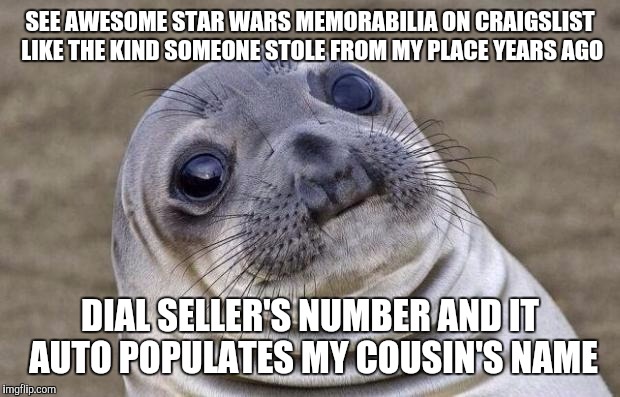 SEE AWESOME STAR WARS MEMORABILIA ON CRAIGSLIST
LIKE THE KIND SOMEONE STOLE FROM MY PLACE YEARS AGO
DIAL SELLER'S NUMBER AND IT
AUTO POPULATES MY COUSIN'S NAME
imgflip.com